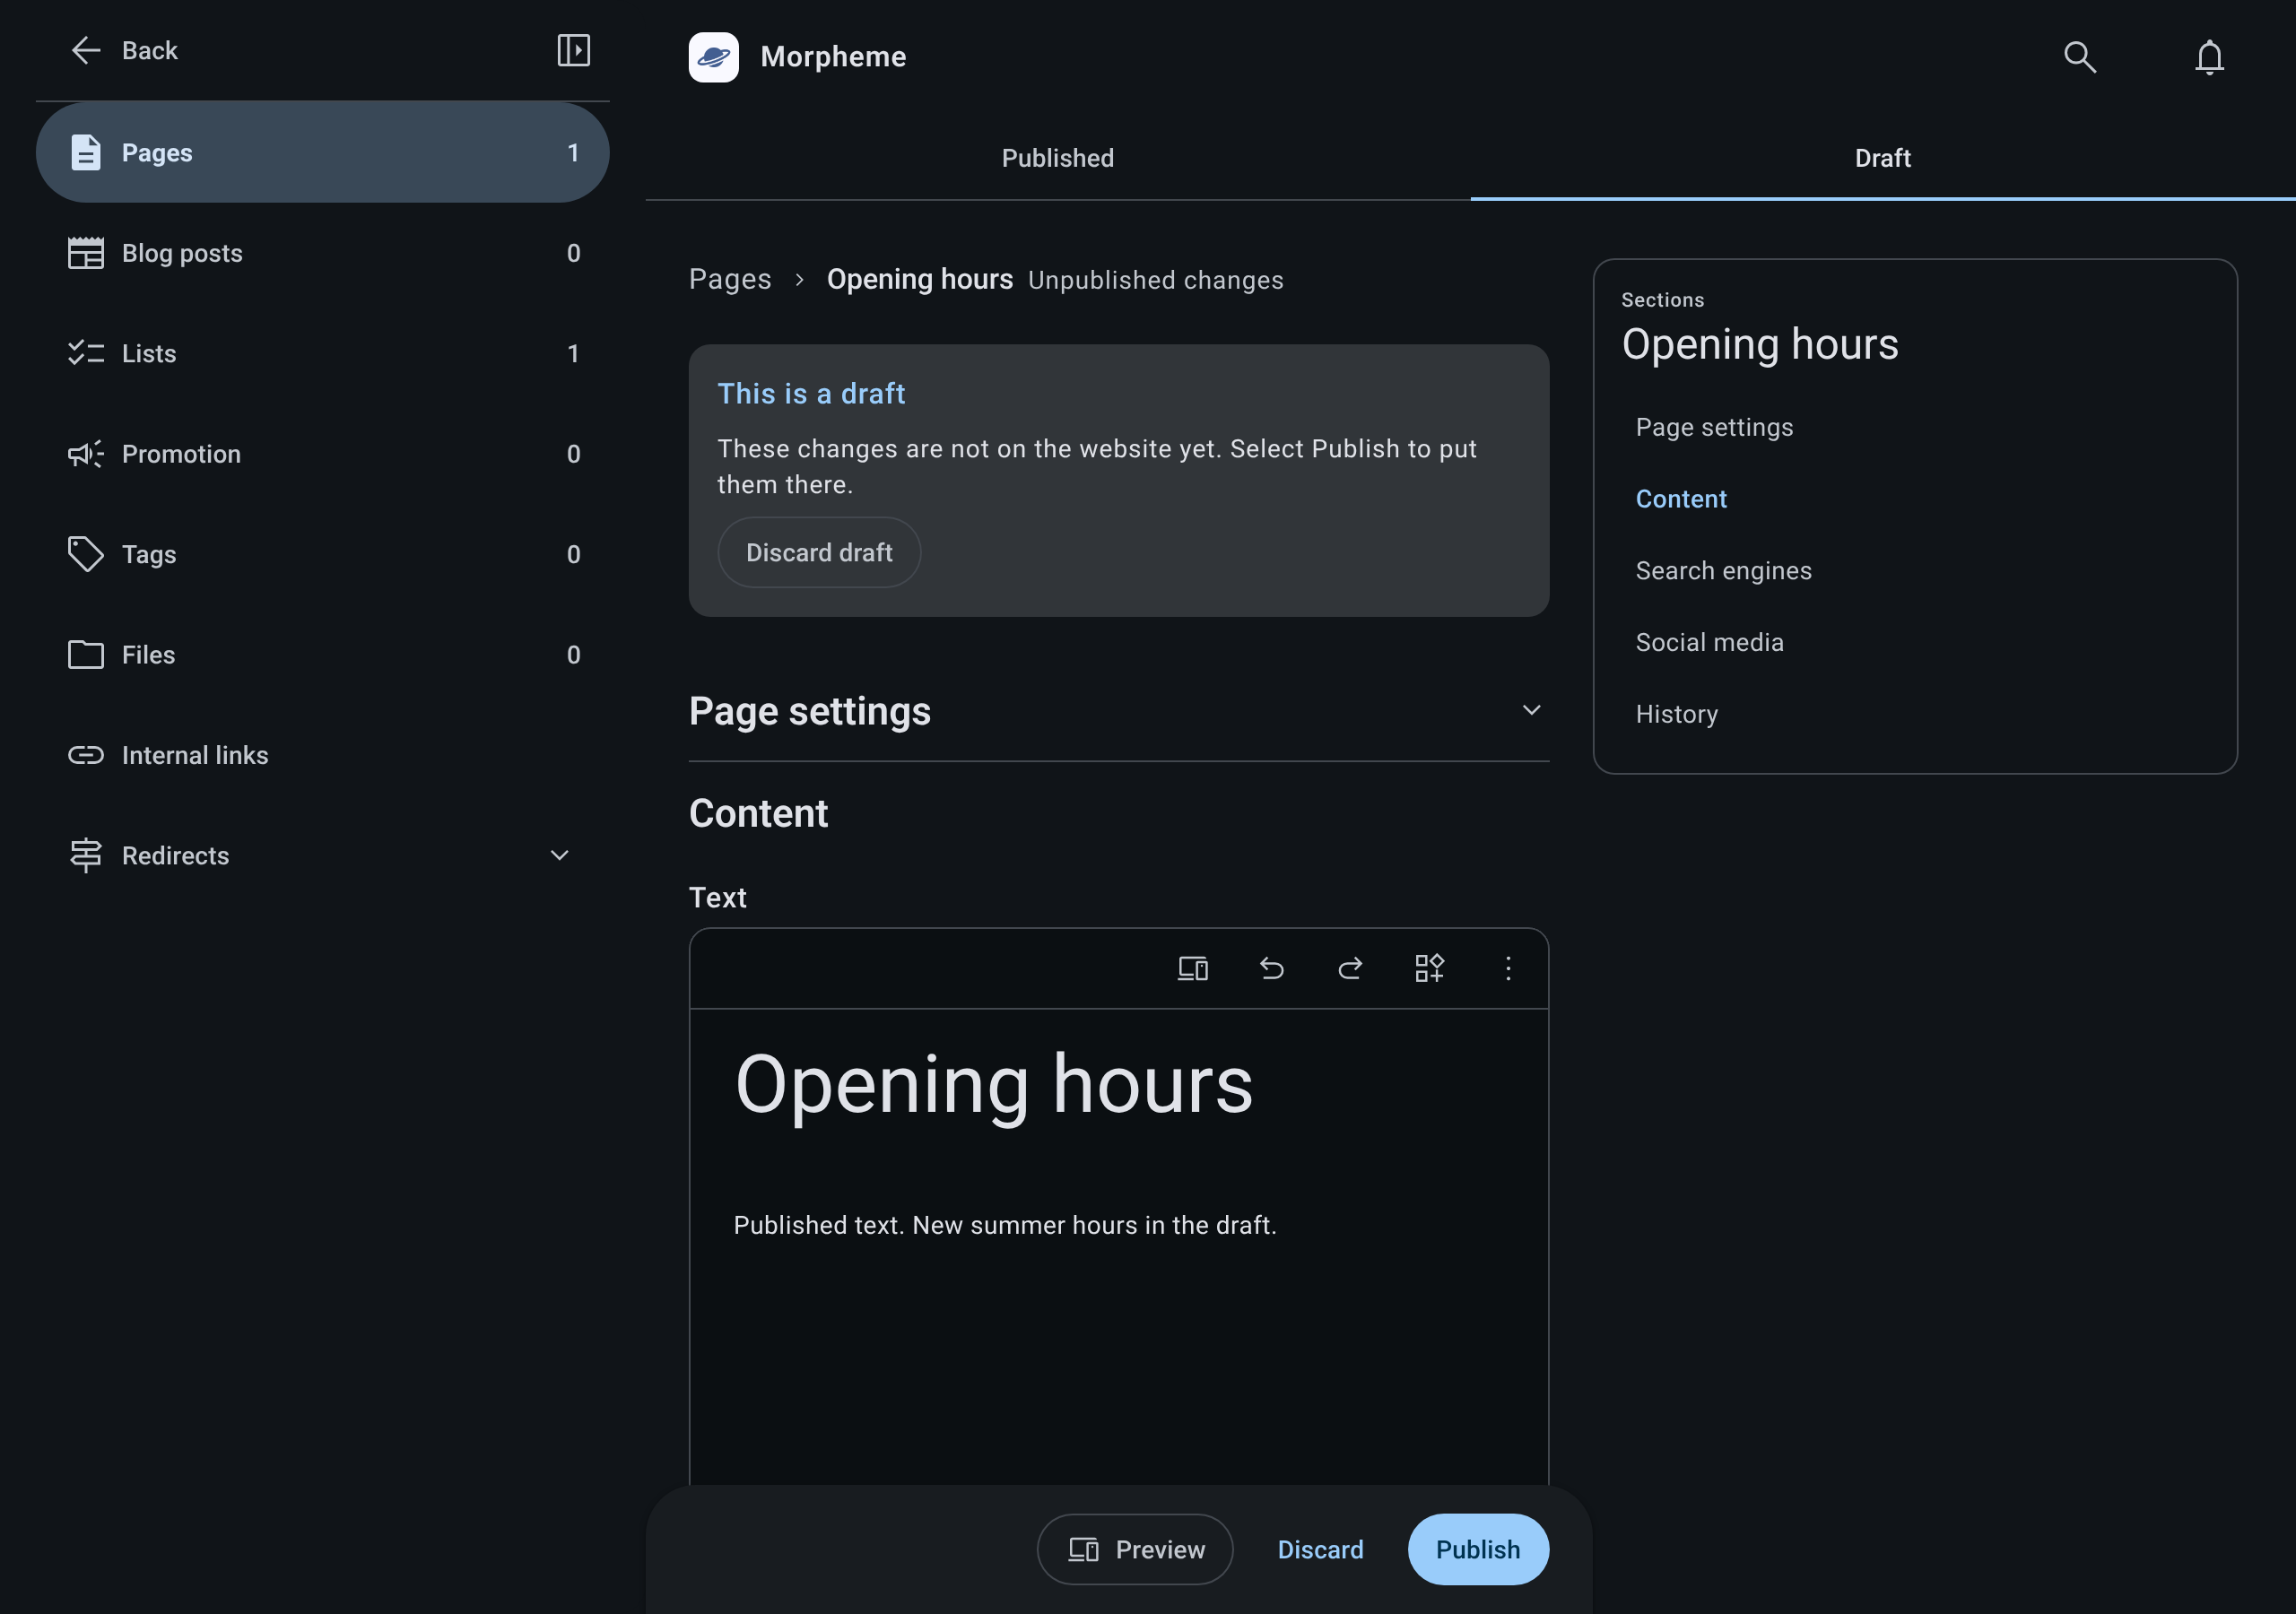 Back
Pages 1
Blog posts 0
Lists 1
Promotion 0
Tags 0
Files 0
Internal links
Redirects
Morpheme
Published Draft
Pages › Opening hours Unpublished changes
This is a draft
These changes are not on the website yet. Select Publish to put
them there.
Discard draft
Page settings
Content
Text
Opening hours
Published text. New summer hours in the draft.
Preview Discard Publish
Sections
Opening hours
Page settings
Content
Search engines
Social media
History